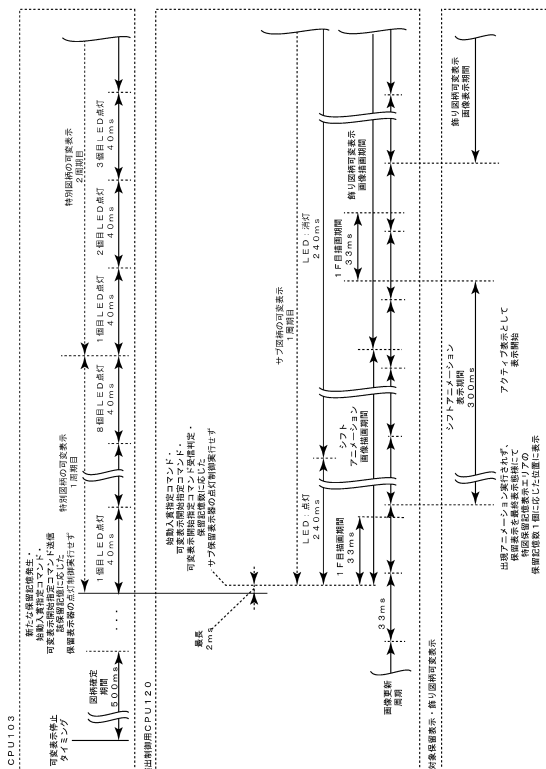 CPU103
可変表示停止
タイミング
図柄確定
期間
500ms
・・・
新たな保留記憶発生・
始動入賞指定コマンド・
可変表示開始指定コマンド送信
該保留記憶に応じた
保留表示器の点灯制御実行せず
特別図柄の可変表示
1周期目
1個目LED点灯
40ms
8個目LED点灯
40ms
特別図柄の可変表示
2周期目
1個目LED点灯
40ms
2個目LED点灯
40ms
3個目LED点灯
40ms
出制御用CPU120
最長
2ms
始動入賞指定コマンド・
可変表示開始指定コマンド・
可変表示開始指定コマンド受信判定・
保留記憶数に応じた
サブ保留表示器の点灯制御実行せず
サブ図柄の可変表示
1周期目
LED:点灯
240ms
LED:消灯
240ms
1F目描画期間
33ms
シフト
アニメーション
画像描画期間
1F目描画期間
33ms
飾り図柄可変表示
画像描画期間
画像更新
周期
33ms
対象保留表示・飾り図柄可変表示
出現アニメーション実行されず、
保留表示を最終表示態様にて
特図保留記憶表示エリアの
保留記憶数1個に応じた位置に表示
シフトアニメーション
表示期間
300ms
アクティブ表示として
表示開始
飾り図柄可変表示
画像表示期間